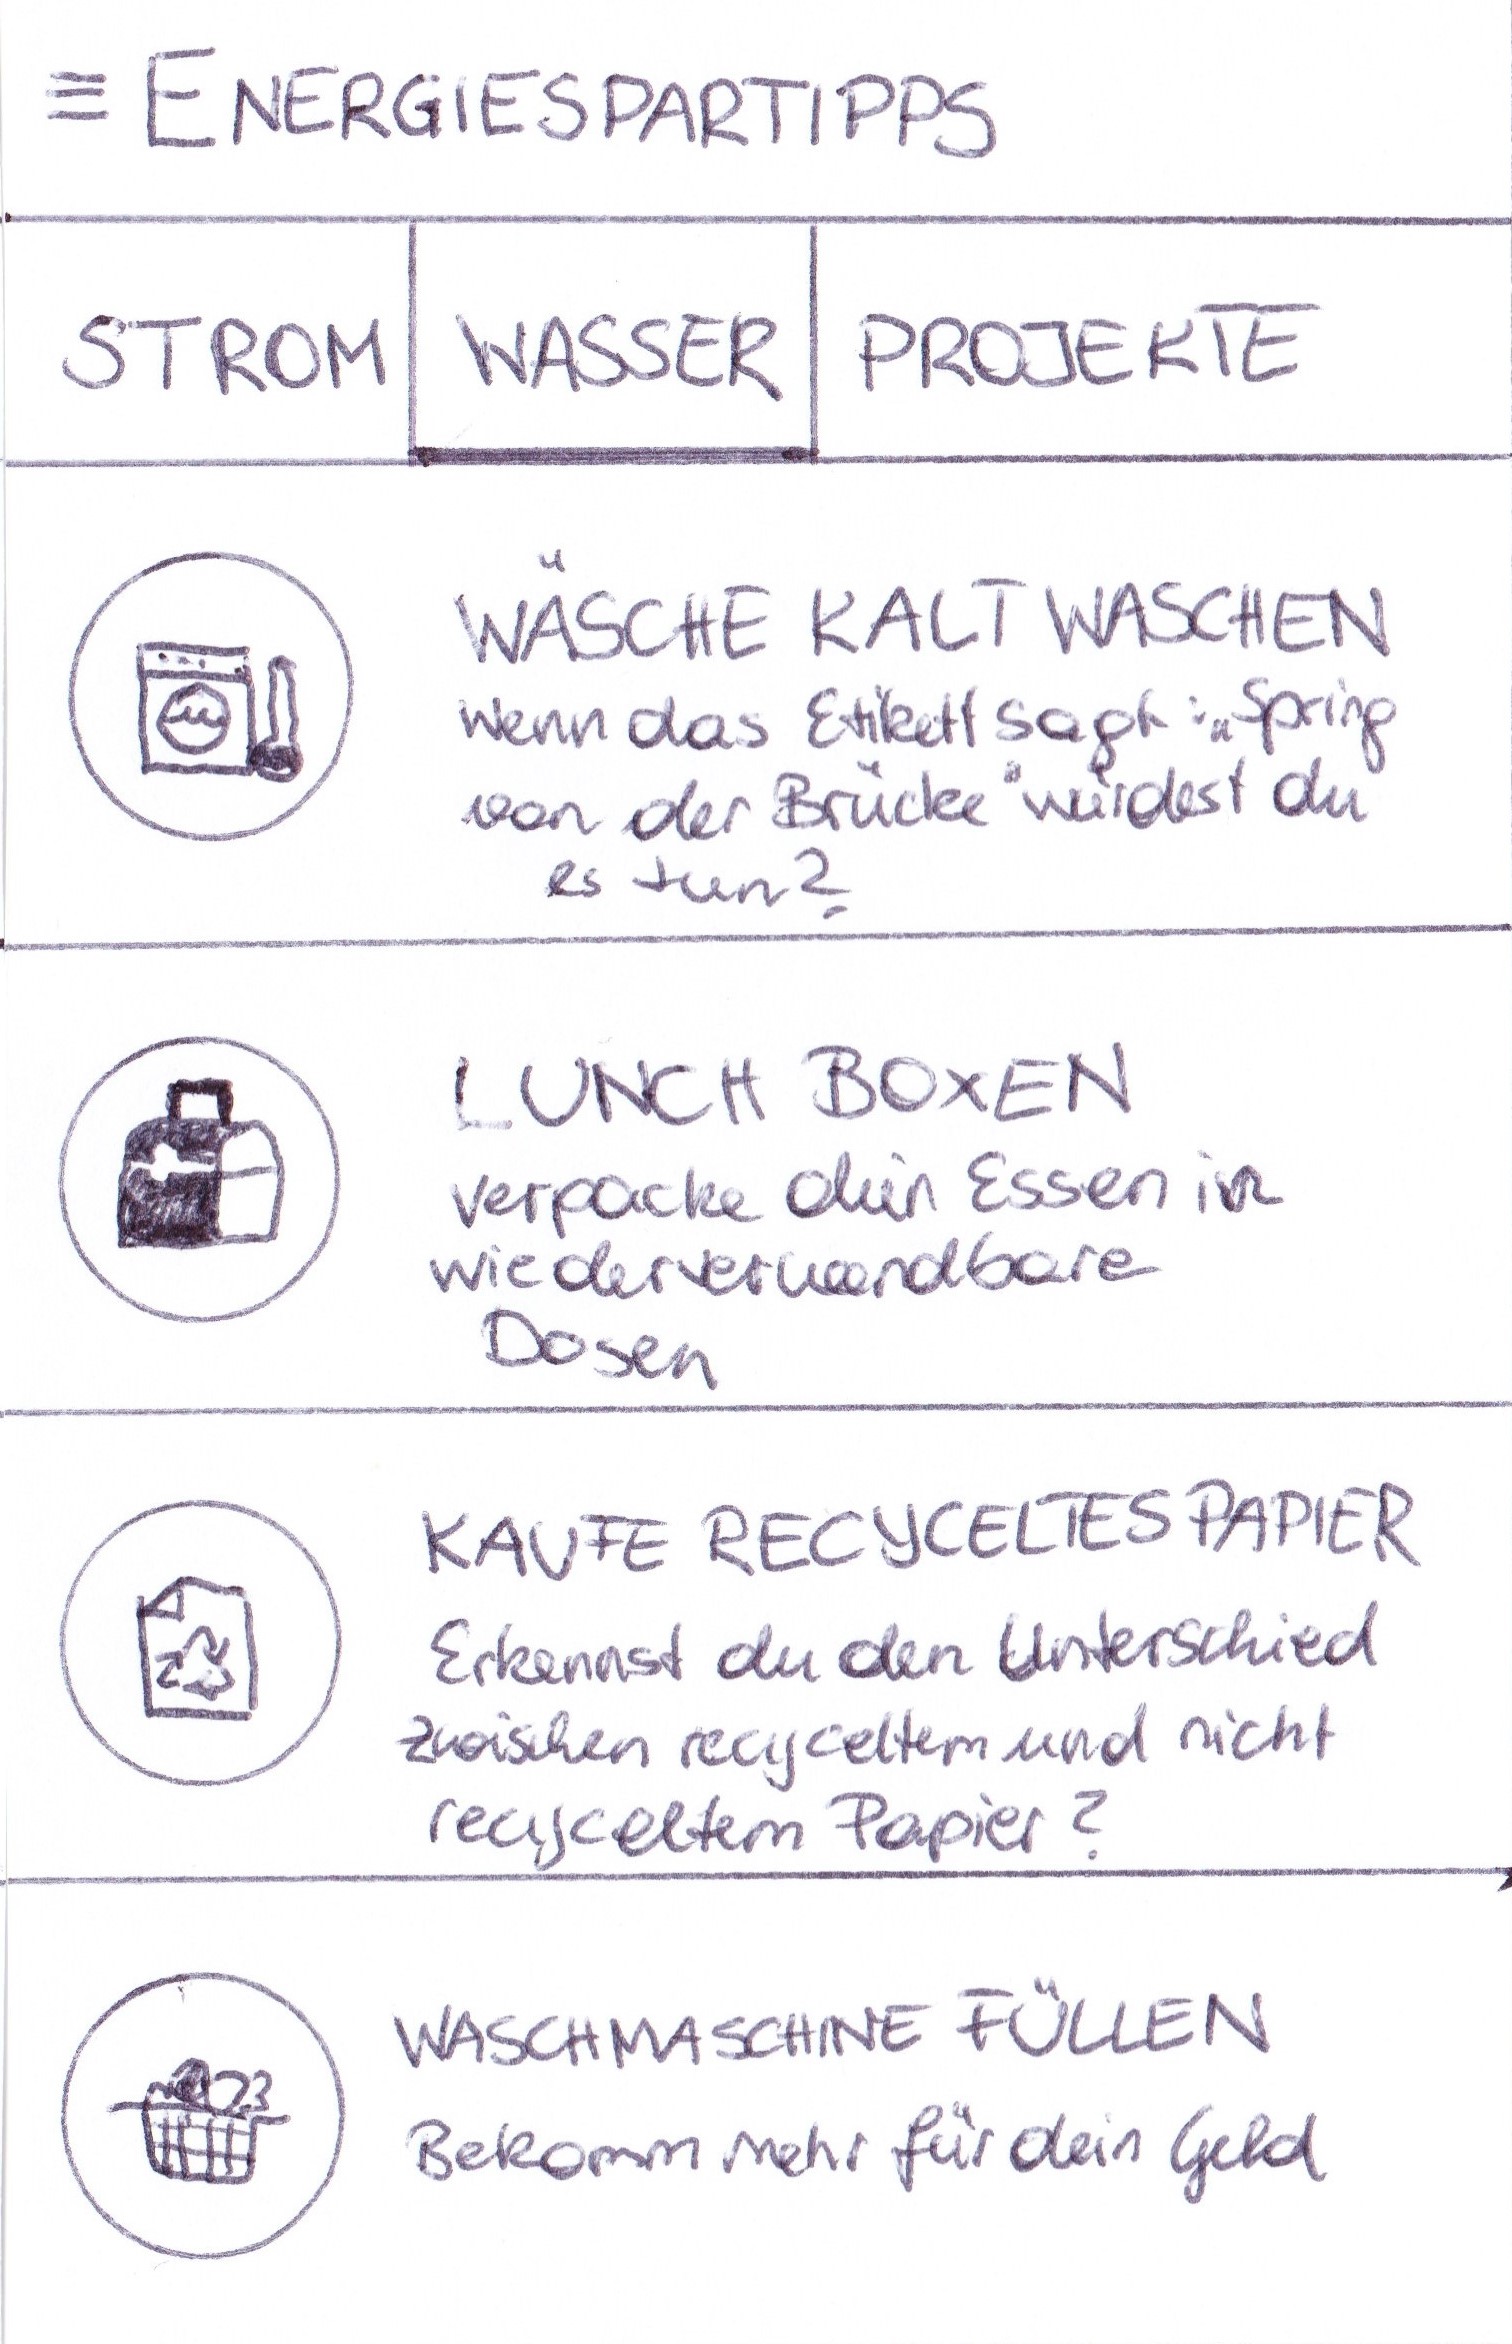 ≡ ENERGIESPARTIPPS
STROM WASSER PROJEKTE
WÄSCHE KALT WASCHEN
Wenn das Etikett sagt: „Spring
von der Brücke“ würdest du
es tun?
LUNCH BOXEN
Verpacke dein Essen in
wiederverwendbare
Dosen
KAUFE RECYCELTES PAPIER
Erkennst du den Unterschied
zwischen recyceltem und nicht
recyceltem Papier?
WASCHMASCHINE FÜLLEN
Bekomm mehr für dein Geld